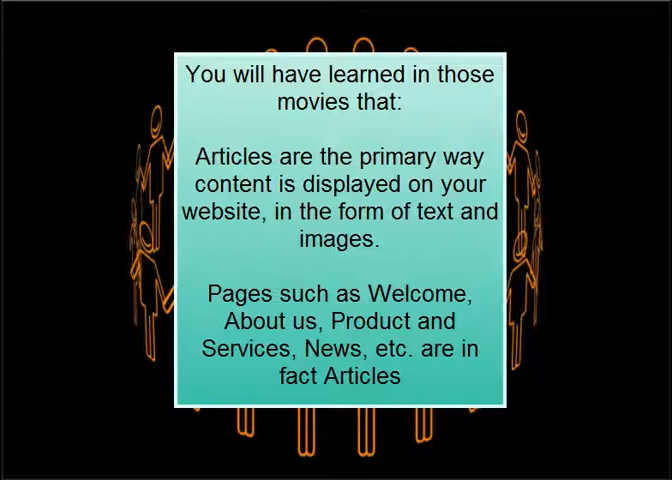 You will have learned in those
movies that:
Articles are the primary way
content is displayed on your
website, in the form of text and
images.
Pages such as Welcome,
About us, Product and
Services, News, etc. are in
fact Articles